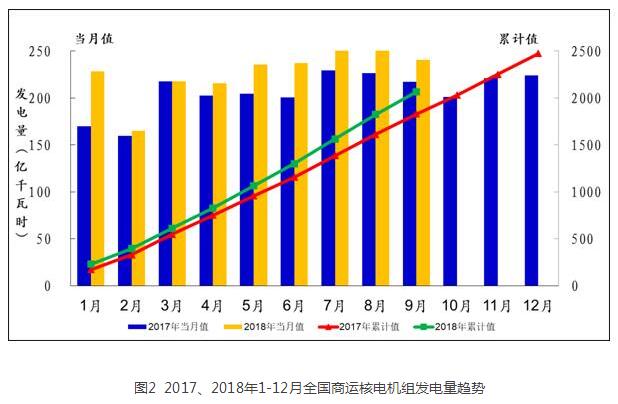 当月值 累计值
250 2500
200 2000
150 1500
100 1000
50 500
0 0
发电量（亿千瓦时）
1月 2月 3月 4月 5月 6月 7月 8月 9月 10月 11月 12月
2017年当月值 2018年当月值 2017年累计值 2018年累计值
图2 2017、2018年1-12月全国商运核电机组发电量趋势